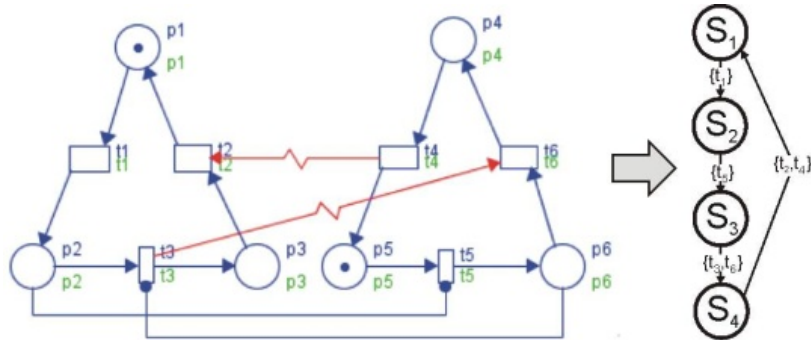 p1
p1
p4
p4
S1
{t1}
t1
t1
t2
t2
t4
t4
t6
t6
S2
{t5}
{t2,t4}
p2
p2
t3
t3
p3
p3
p5
p5
t5
t5
p6
p6
S3
{t3,t6}
S4